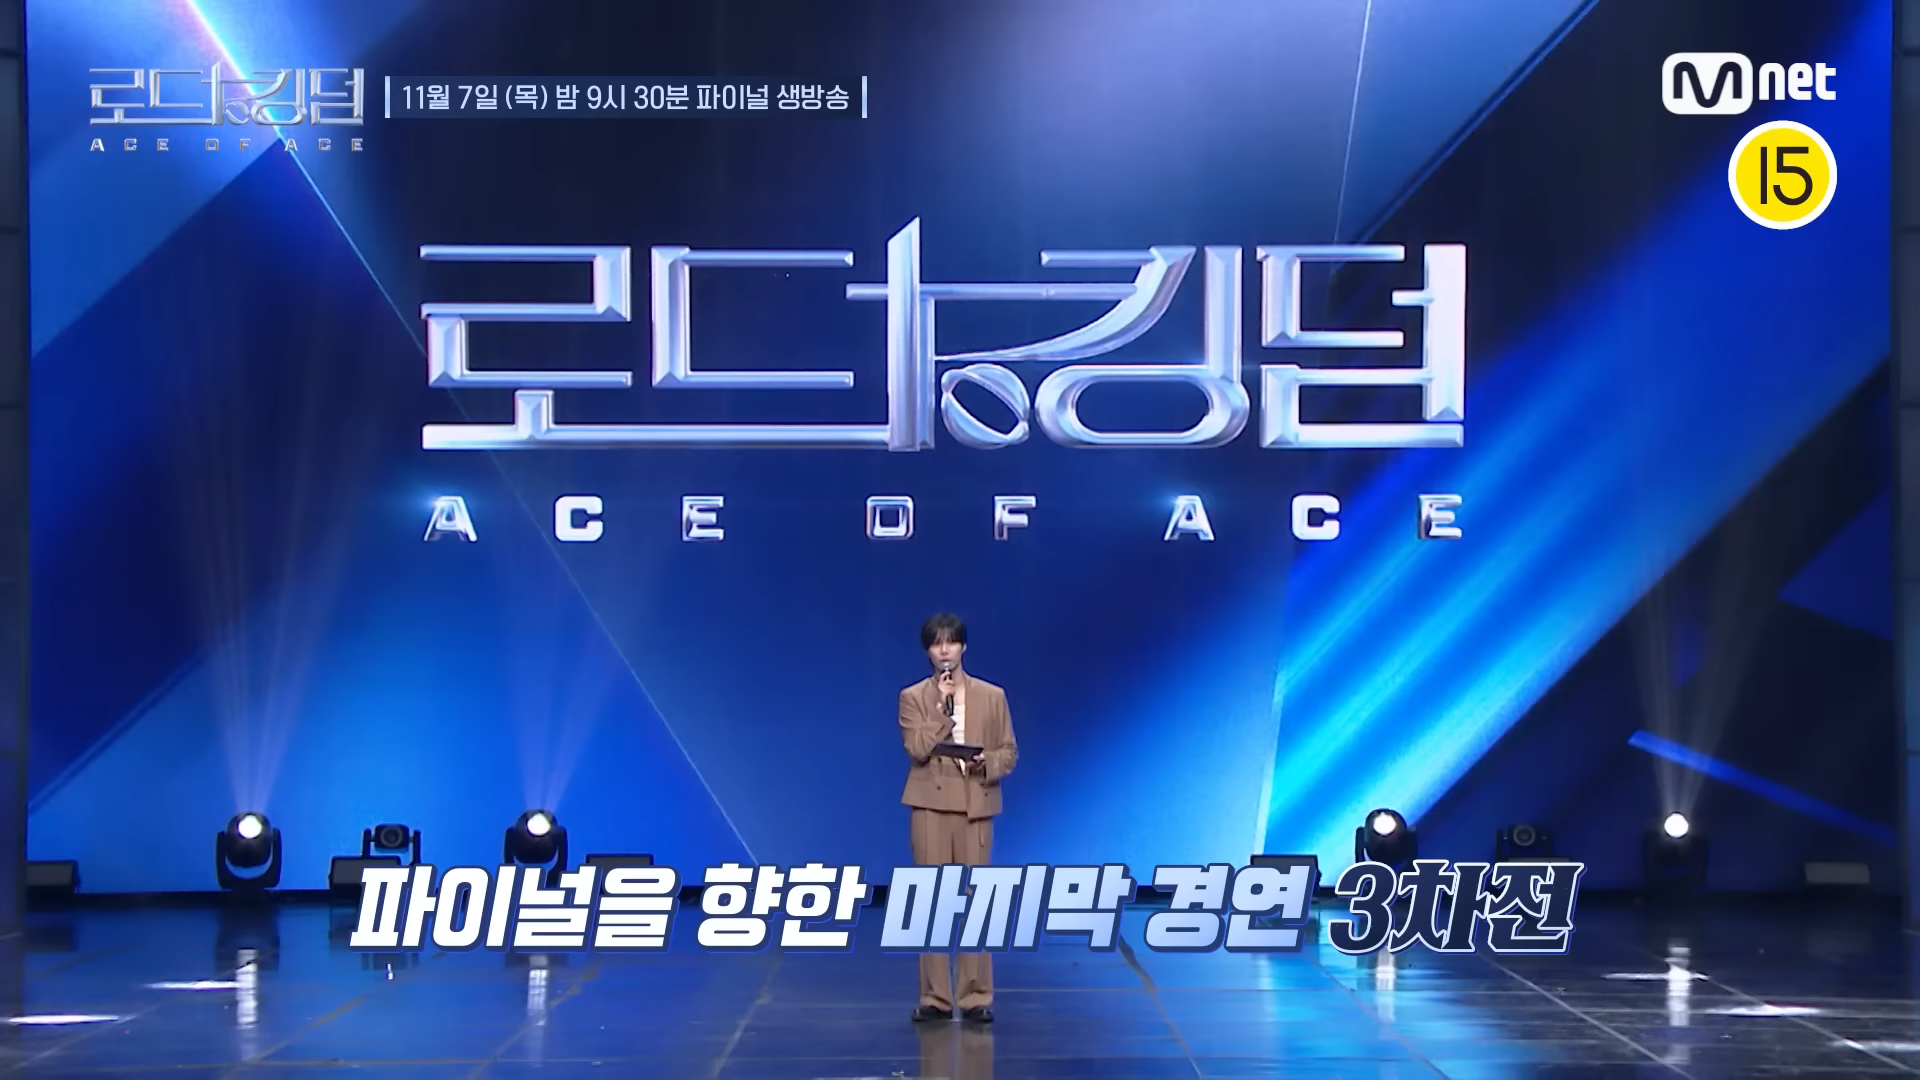 로드 투 킹덤
ACE OF ACE
11월 7일 (목) 밤 9시 30분 파이널 생방송
Mnet
15
로드 투 킹덤
ACE OF ACE
파이널을 향한 마지막 경연 3차전